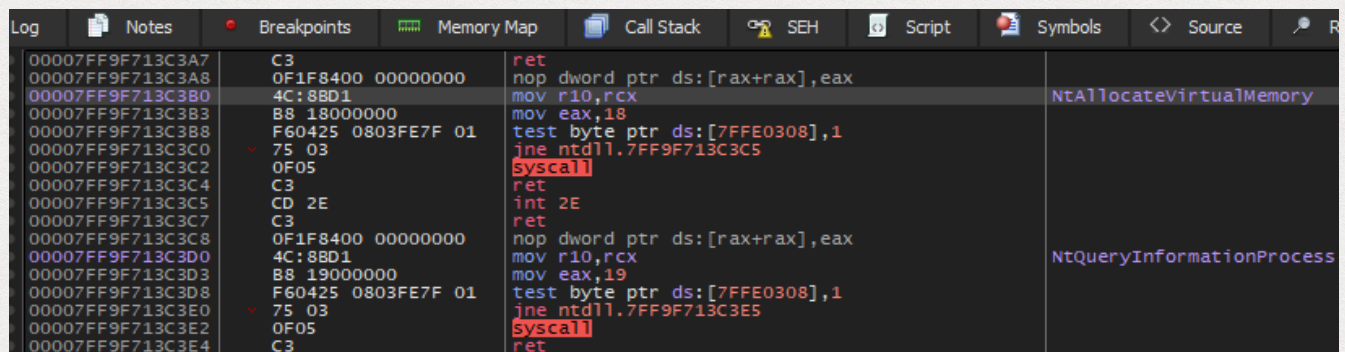 Log Notes Breakpoints Memory Map Call Stack SEH Script Symbols <> Source R
00007FF9F713C3A7 C3 ret
00007FF9F713C3A8 0F1F8400 00000000 nop dword ptr ds:[rax+rax],eax
00007FF9F713C3B0 4C:8BD1 mov r10,rcx NtAllocateVirtualMemory
00007FF9F713C3B3 B8 18000000 mov eax,18
00007FF9F713C3B8 F60425 0803FE7F 01 test byte ptr ds:[7FFE0308],1
00007FF9F713C3C0 75 03 jne ntdll.7FF9F713C3C5
00007FF9F713C3C2 0F05 syscall
00007FF9F713C3C4 C3 ret
00007FF9F713C3C5 CD 2E int 2E
00007FF9F713C3C7 C3 ret
00007FF9F713C3C8 0F1F8400 00000000 nop dword ptr ds:[rax+rax],eax
00007FF9F713C3D0 4C:8BD1 mov r10,rcx NtQueryInformationProcess
00007FF9F713C3D3 B8 19000000 mov eax,19
00007FF9F713C3D8 F60425 0803FE7F 01 test byte ptr ds:[7FFE0308],1
00007FF9F713C3E0 75 03 jne ntdll.7FF9F713C3E5
00007FF9F713C3E2 0F05 syscall
00007FF9F713C3E4 C3 ret